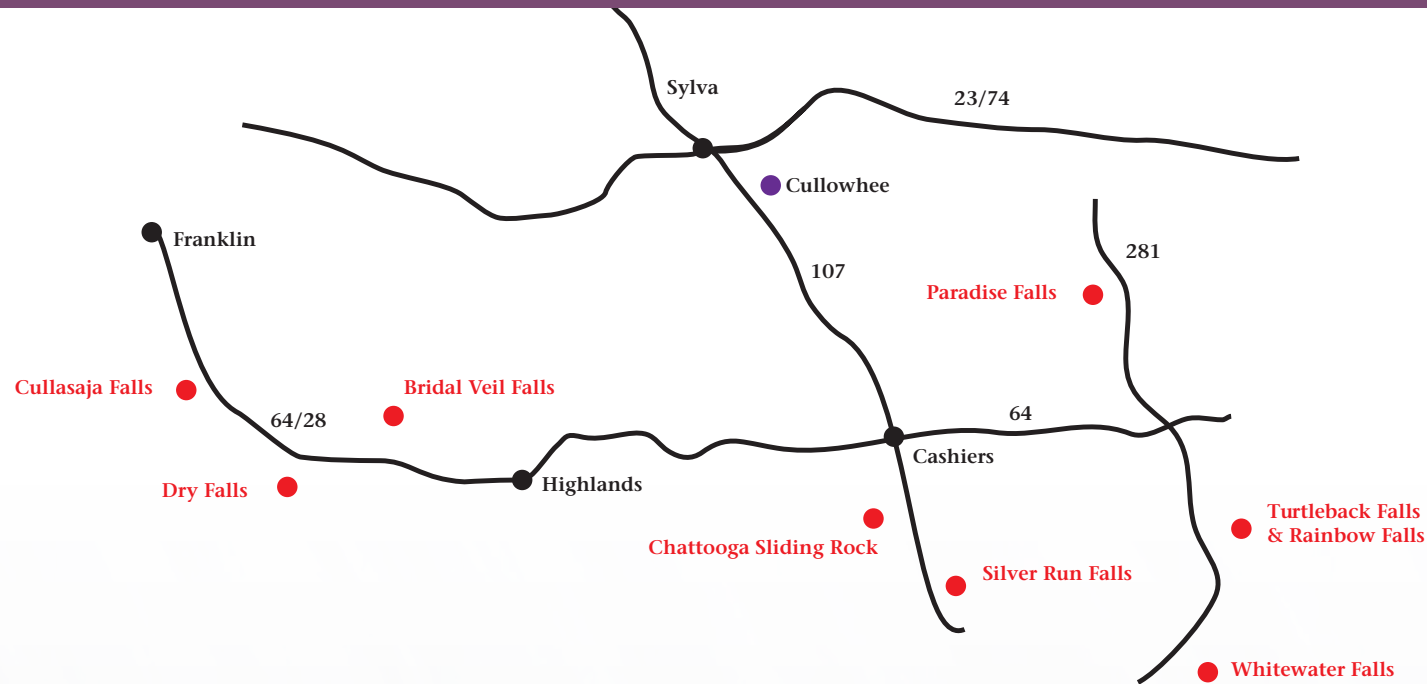 Sylva
23/74
Cullowhee
Franklin
281
107
Paradise Falls
Cullasaja Falls
Bridal Veil Falls
64/28
64
Cashiers
Highlands
Dry Falls
Turtleback Falls
& Rainbow Falls
Chattooga Sliding Rock
Silver Run Falls
Whitewater Falls